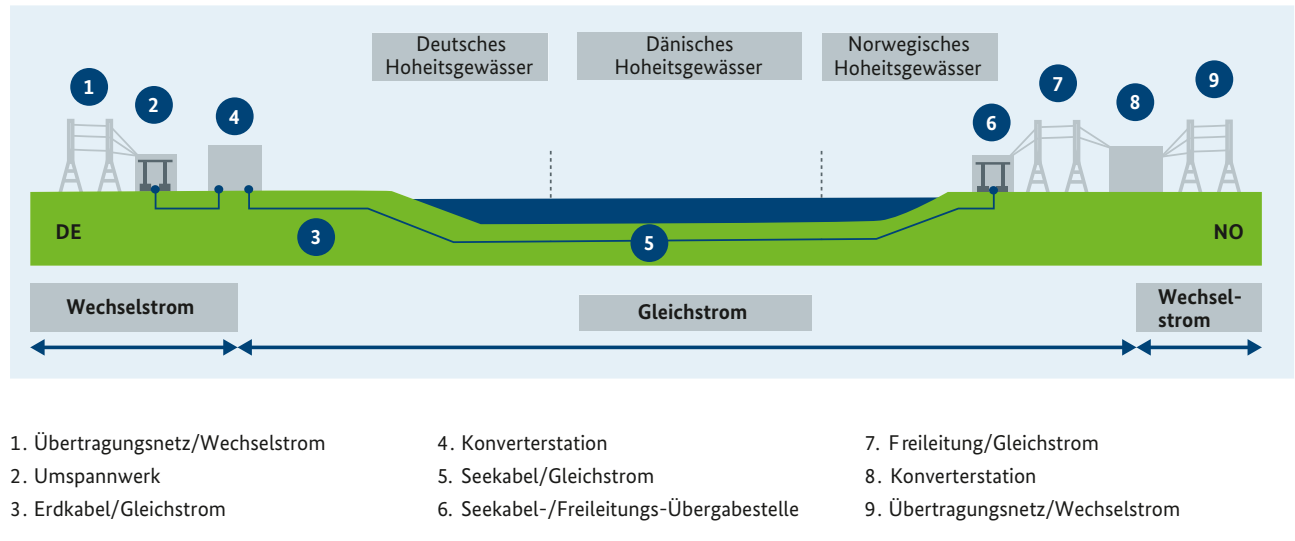 Deutsches
Hoheitsgewässer
Dänisches
Hoheitsgewässer
Norwegisches
Hoheitsgewässer
1
2
4
6
7
8
9
DE
3
5
NO
Wechselstrom
Gleichstrom
Wechsel-
strom
1. Übertragungsnetz/Wechselstrom
2. Umspannwerk
3. Erdkabel/Gleichstrom
4. Konverterstation
5. Seekabel/Gleichstrom
6. Seekabel-/Freileitungs-Übergabestelle
7. Freileitung/Gleichstrom
8. Konverterstation
9. Übertragungsnetz/Wechselstrom